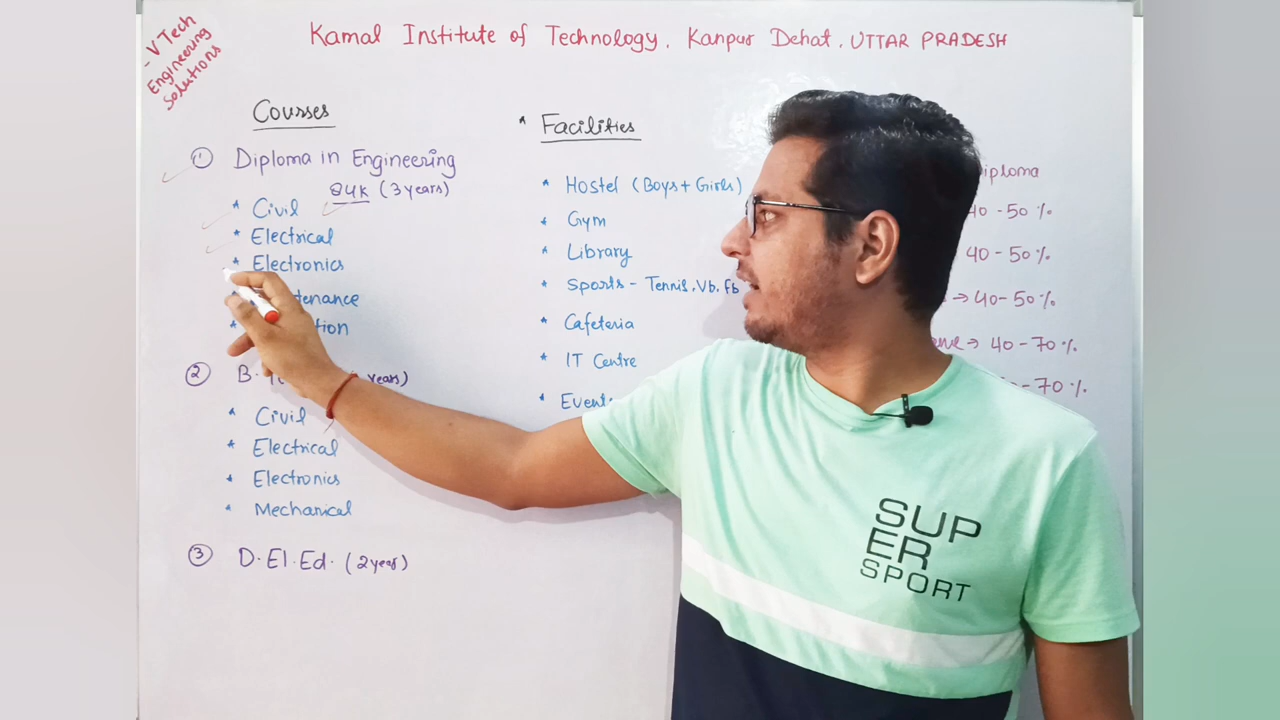 - V Tech
Engineering
Solutions
Kamal Institute of Technology, Kanpur Dehat, UTTAR PRADESH
Courses
① Diploma in Engineering
84K (3 years)
* Civil
* Electrical
* Electronics
tenance
* tion
② B.
years)
* Civil
* Electrical
* Electronics
* Mechanical
③ D.El.Ed. (2 year)
* Facilities
* Hostel (Boys + Girls)
* Gym
* Library
* Sports - Tennis, Vb, Fb
* Cafeteria
* IT Centre
* Event
iploma
40 - 50 %
40 - 50 %
→ 40 - 50 %
→ 40 - 70 %
- 70 %
SUP
ER
SPORT